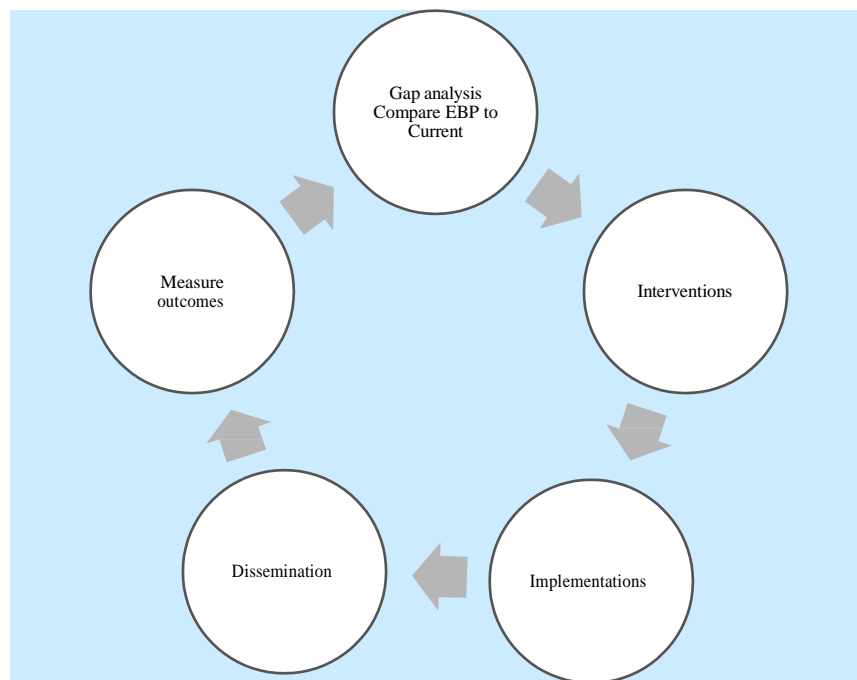 Gap analysis
Compare EBP to
Current
Interventions
Implementations
Dissemination
Measure
outcomes